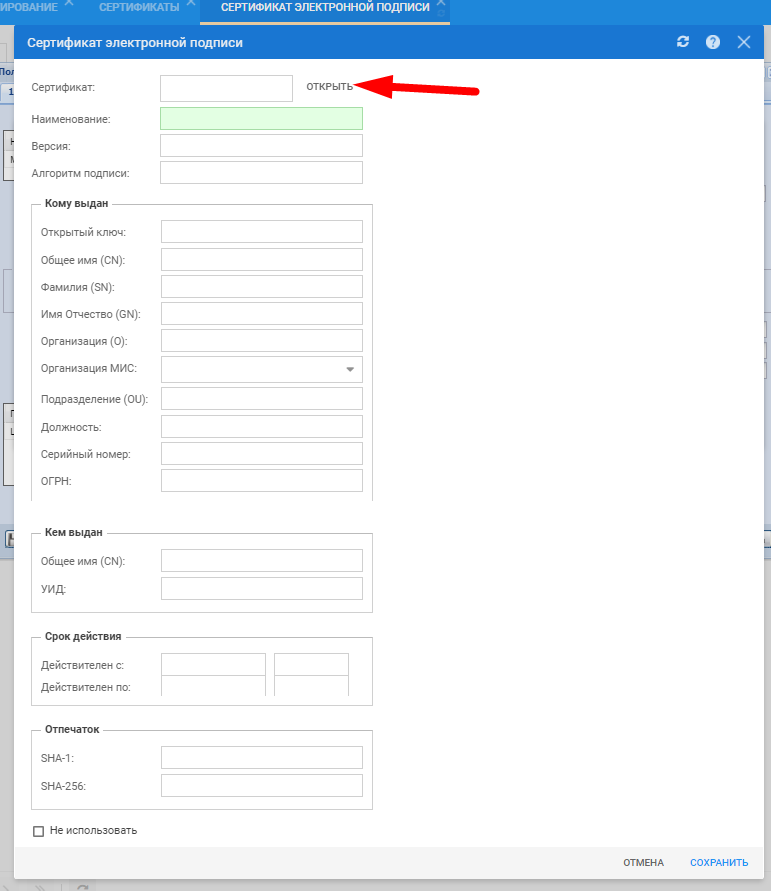 ИРОВАНИЕ
СЕРТИФИКАТЫ
СЕРТИФИКАТ ЭЛЕКТРОННОЙ ПОДПИСИ
Сертификат электронной подписи
Сертификат:
ОТКРЫТЬ
Наименование:
Версия:
Алгоритм подписи:
Кому выдан
Открытый ключ:
Общее имя (CN):
Фамилия (SN):
Имя Отчество (GN):
Организация (O):
Организация МИС:
Подразделение (OU):
Должность:
Серийный номер:
ОГРН:
Кем выдан
Общее имя (CN):
УИД:
Срок действия
Действителен с:
Действителен по:
Отпечаток
SHA-1:
SHA-256:
Не использовать
ОТМЕНА
СОХРАНИТЬ